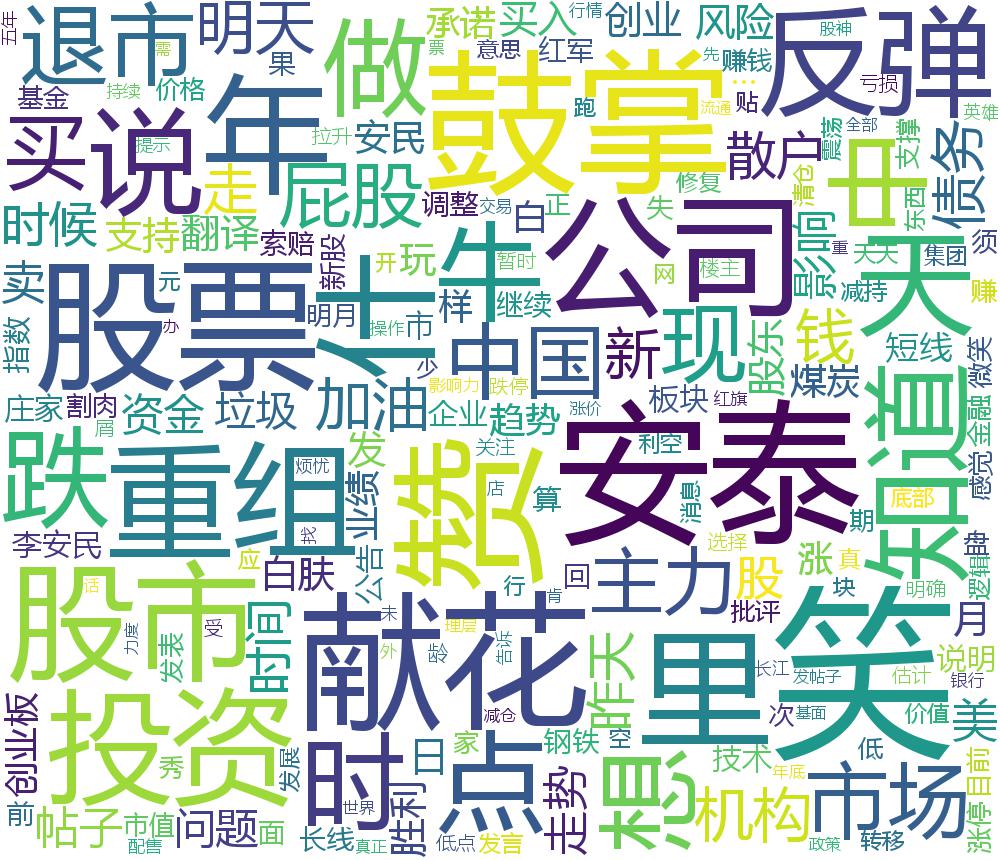 五年
退市
需
明天
果
做
票
承诺
买入
行情
创业
风险
股神
反弹
意思
红军
先
赚钱
基金
持续
价格
年
鼓掌
跑
…
贴
流通
亏损
英雄
买
说
提示
拉升
安民
散户
震荡
全部
支撑
中
债务
走
屁股
调整
交易
白
正
修复
失
清仓
东西
时候
支持
翻译
索赔
新股
牛
公司
影响
重
天天
天
集团
须
卖
元
股票
什
开
玩
暂时
网
楼主
减持
赚
指数
办
明月
操作
市
样
继续
中国
新
现
股东
钱
短线
微笑
少
影响力
跌停
涨价
板块
红旗
煤炭
知道
金融
庄家
割肉
资金
垃圾
加油
企业
趋势
安泰
利空
感觉
跌
屑
重组
烦忧
发
赞
关注
店
算
消息
底部
期
李安民
找
业绩
选择
涨
真
盘
逻辑
应
白肤
公告
行
回
主力
股
块
明确
肯
批评
月
股市
话
力度
受
时间
献花
未
外
理层
龄
告诉
昨天
里
长江
发帖子
笑
估计
说明
银行
发表
投资
减仓
次
基面
价值
美
创业板
秀
发展
时
日
家
点
钢铁
空
想
技术
低
年底
目前
前
帖子
市值
配售
问题
面
世界
长线
真正
胜利
低点
发言
走势
机构
市场
政策
转移
涨停